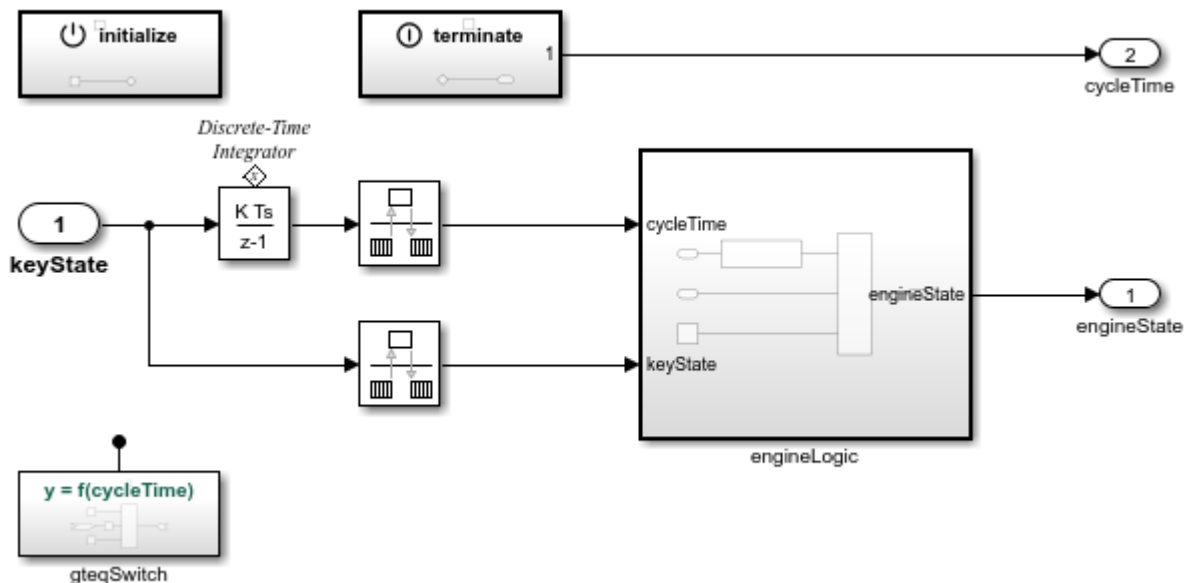 initialize
terminate
1
2
cycleTime
Discrete-Time
Integrator
x
1
keyState
K Ts
z-1
cycleTime
engineState
keyState
1
engineState
engineLogic
y = f(cycleTime)
gteqSwitch